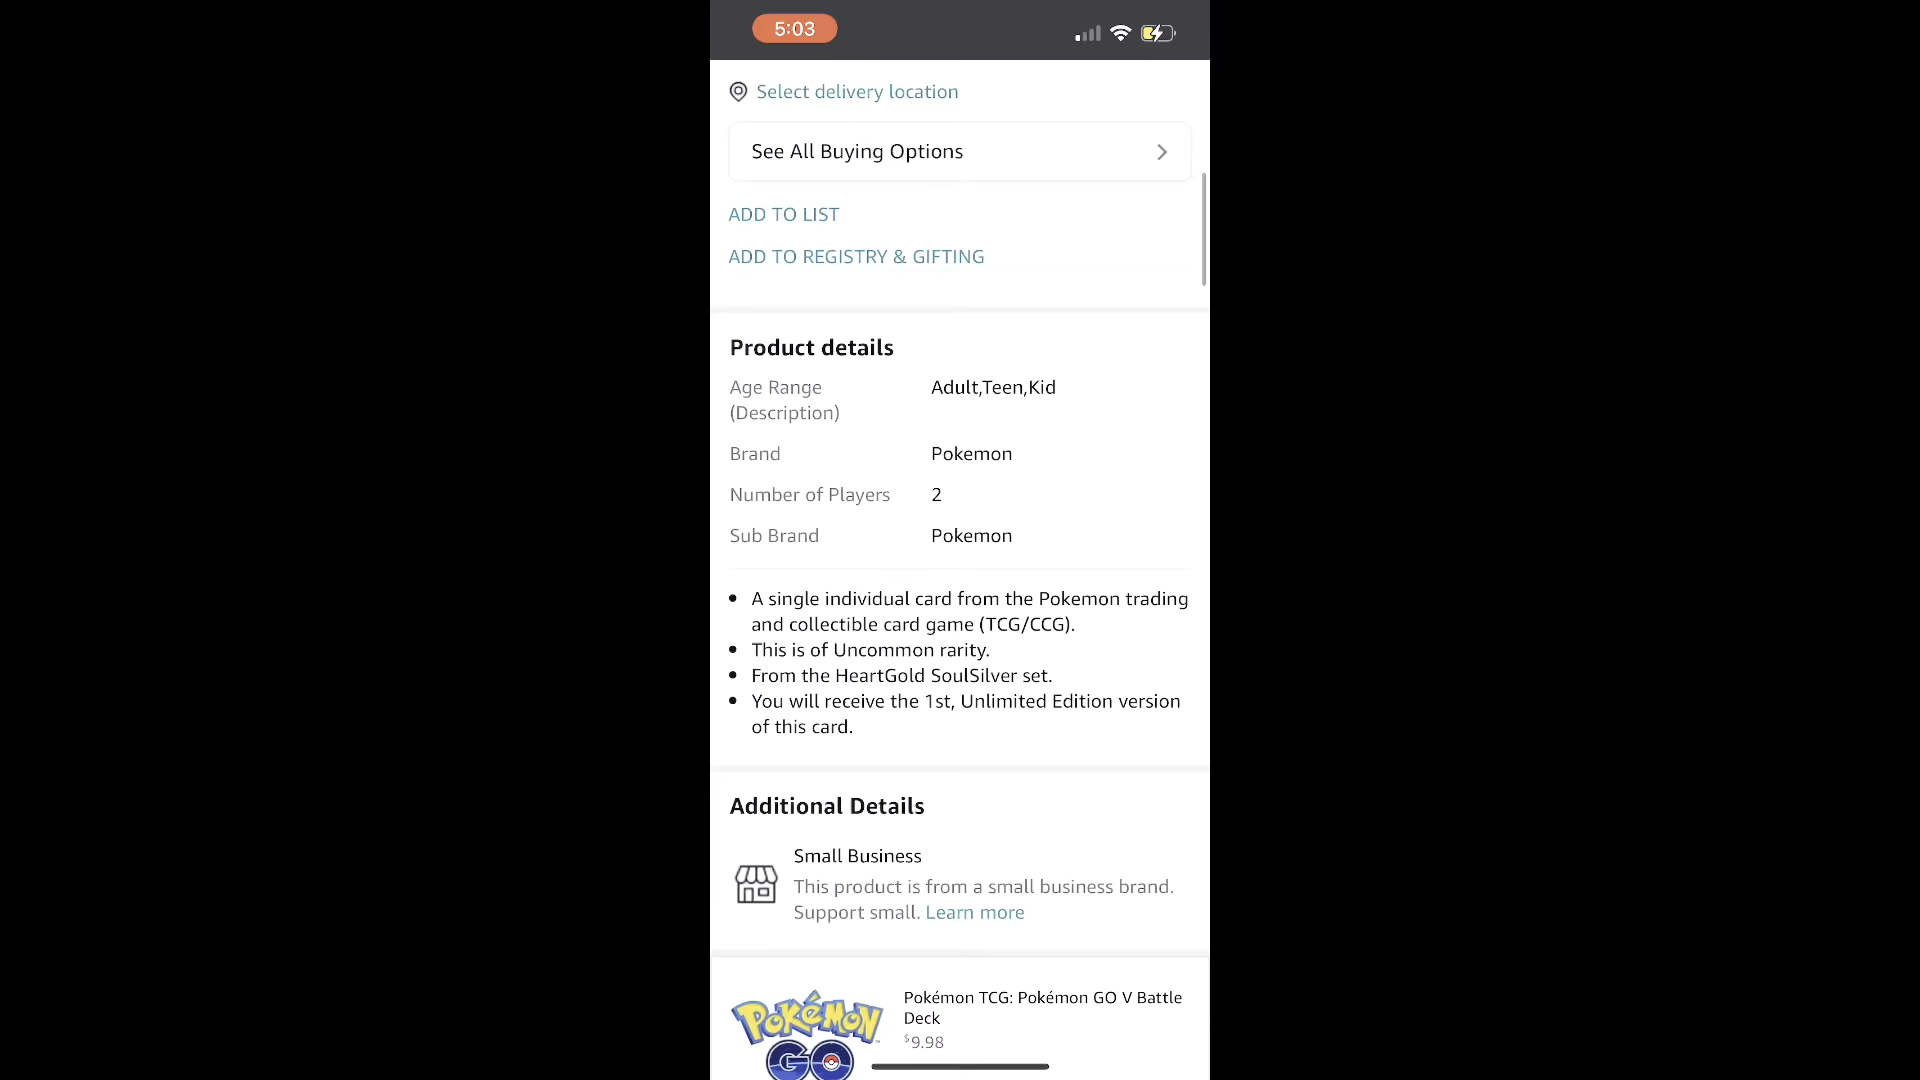 5:03
Select delivery location
See All Buying Options
ADD TO LIST
ADD TO REGISTRY & GIFTING
Product details
Age Range Adult,Teen,Kid
(Description)
Brand Pokemon
Number of Players 2
Sub Brand Pokemon
• A single individual card from the Pokemon trading
and collectible card game (TCG/CCG).
• This is of Uncommon rarity.
• From the HeartGold SoulSilver set.
• You will receive the 1st, Unlimited Edition version
of this card.
Additional Details
Small Business
This product is from a small business brand.
Support small. Learn more
POKéMON
GO
Pokémon TCG: Pokémon GO V Battle
Deck
$9.98